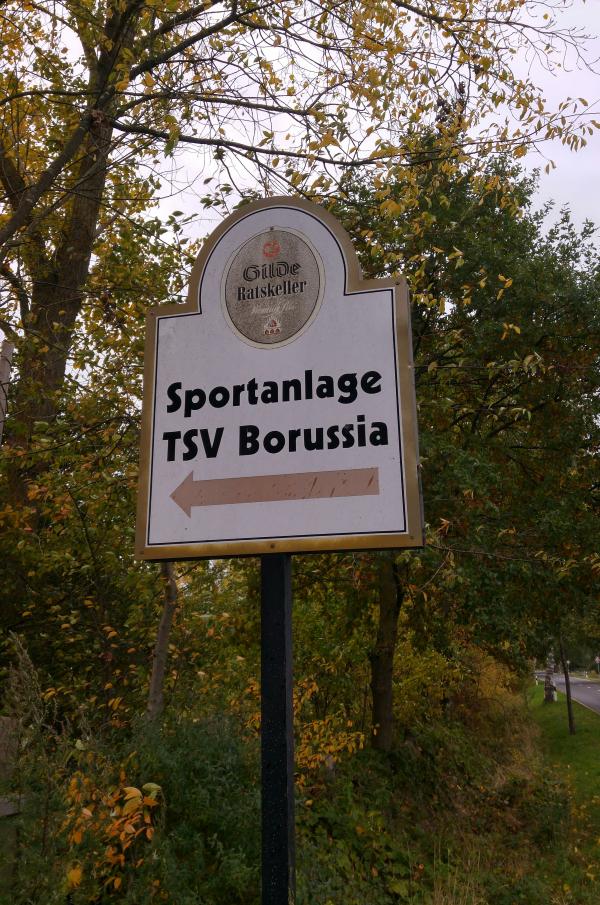 Gilde
Ratskeller
Sportanlage
TSV Borussia